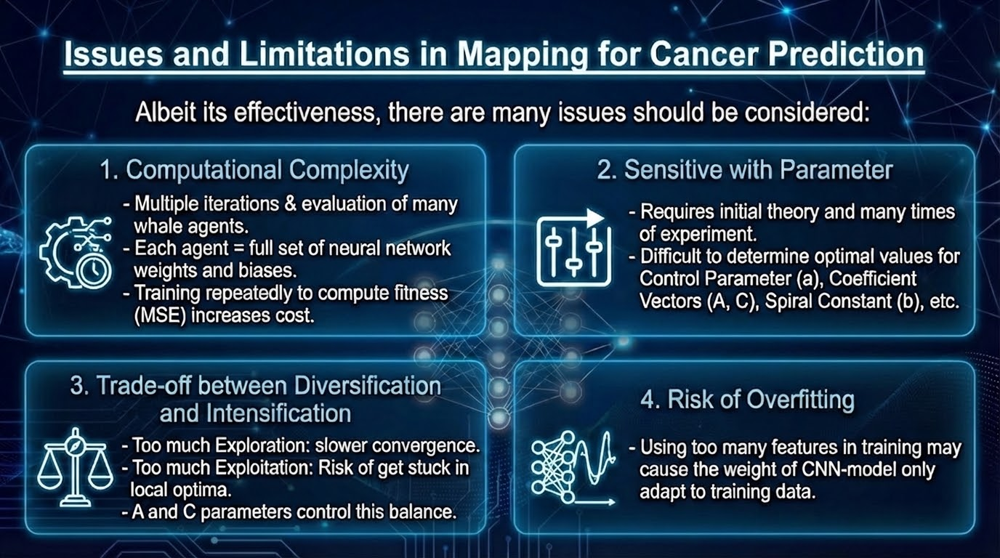 Issues and Limitations in Mapping for Cancer Prediction
Albeit its effectiveness, there are many issues should be considered:
1. Computational Complexity
- Multiple iterations & evaluation of many
whale agents.
- Each agent = full set of neural network
weights and biases.
- Training repeatedly to compute fitness
(MSE) increases cost.
2. Sensitive with Parameter
- Requires initial theory and many times
of experiment.
- Difficult to determine optimal values for
Control Parameter (a), Coefficient
Vectors (A, C), Spiral Constant (b), etc.
3. Trade-off between Diversification
and Intensification
- Too much Exploration: slower convergence.
- Too much Exploitation: Risk of get stuck in
local optima.
- A and C parameters control this balance.
4. Risk of Overfitting
- Using too many features in training may
cause the weight of CNN-model only
adapt to training data.